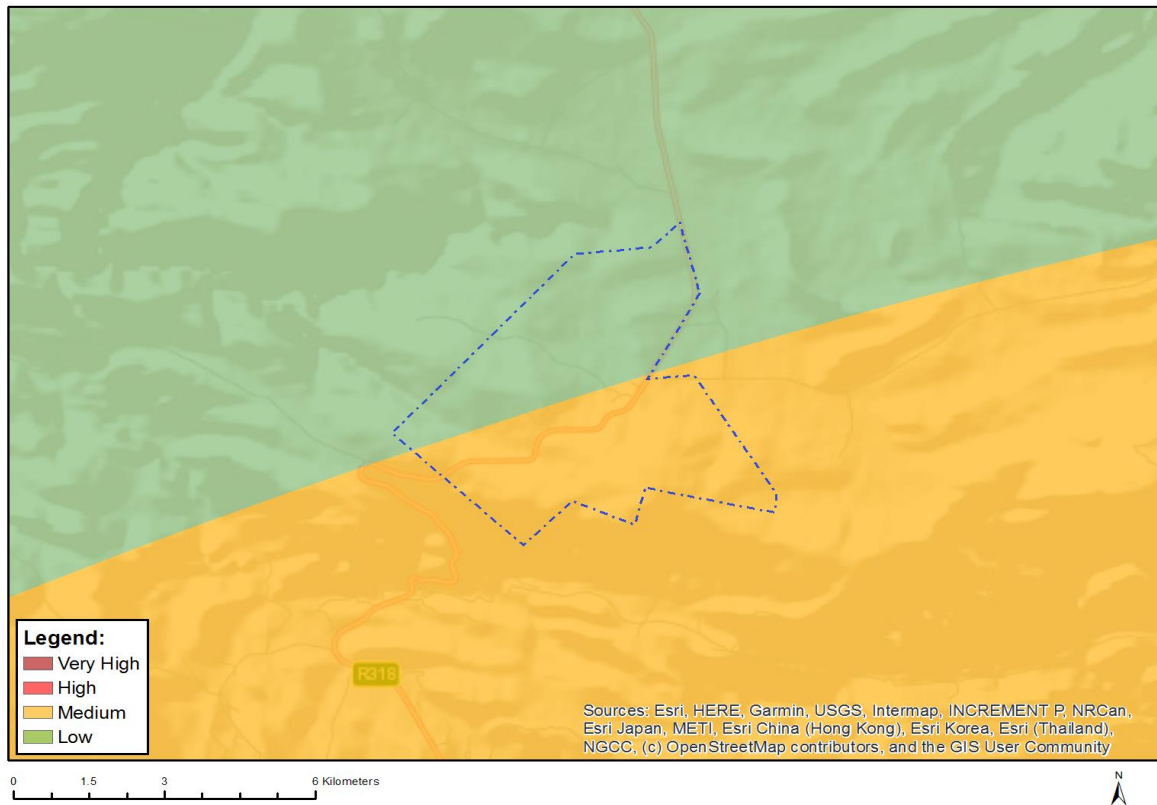 R318
Legend:
Very High
High
Medium
Low
Sources: Esri, HERE, Garmin, USGS, Intermap, INCREMENT P, NRCan,
Esri Japan, METI, Esri China (Hong Kong), Esri Korea, Esri (Thailand),
NGCC, (c) OpenStreetMap contributors, and the GIS User Community
0 1.5 3 6 Kilometers
N